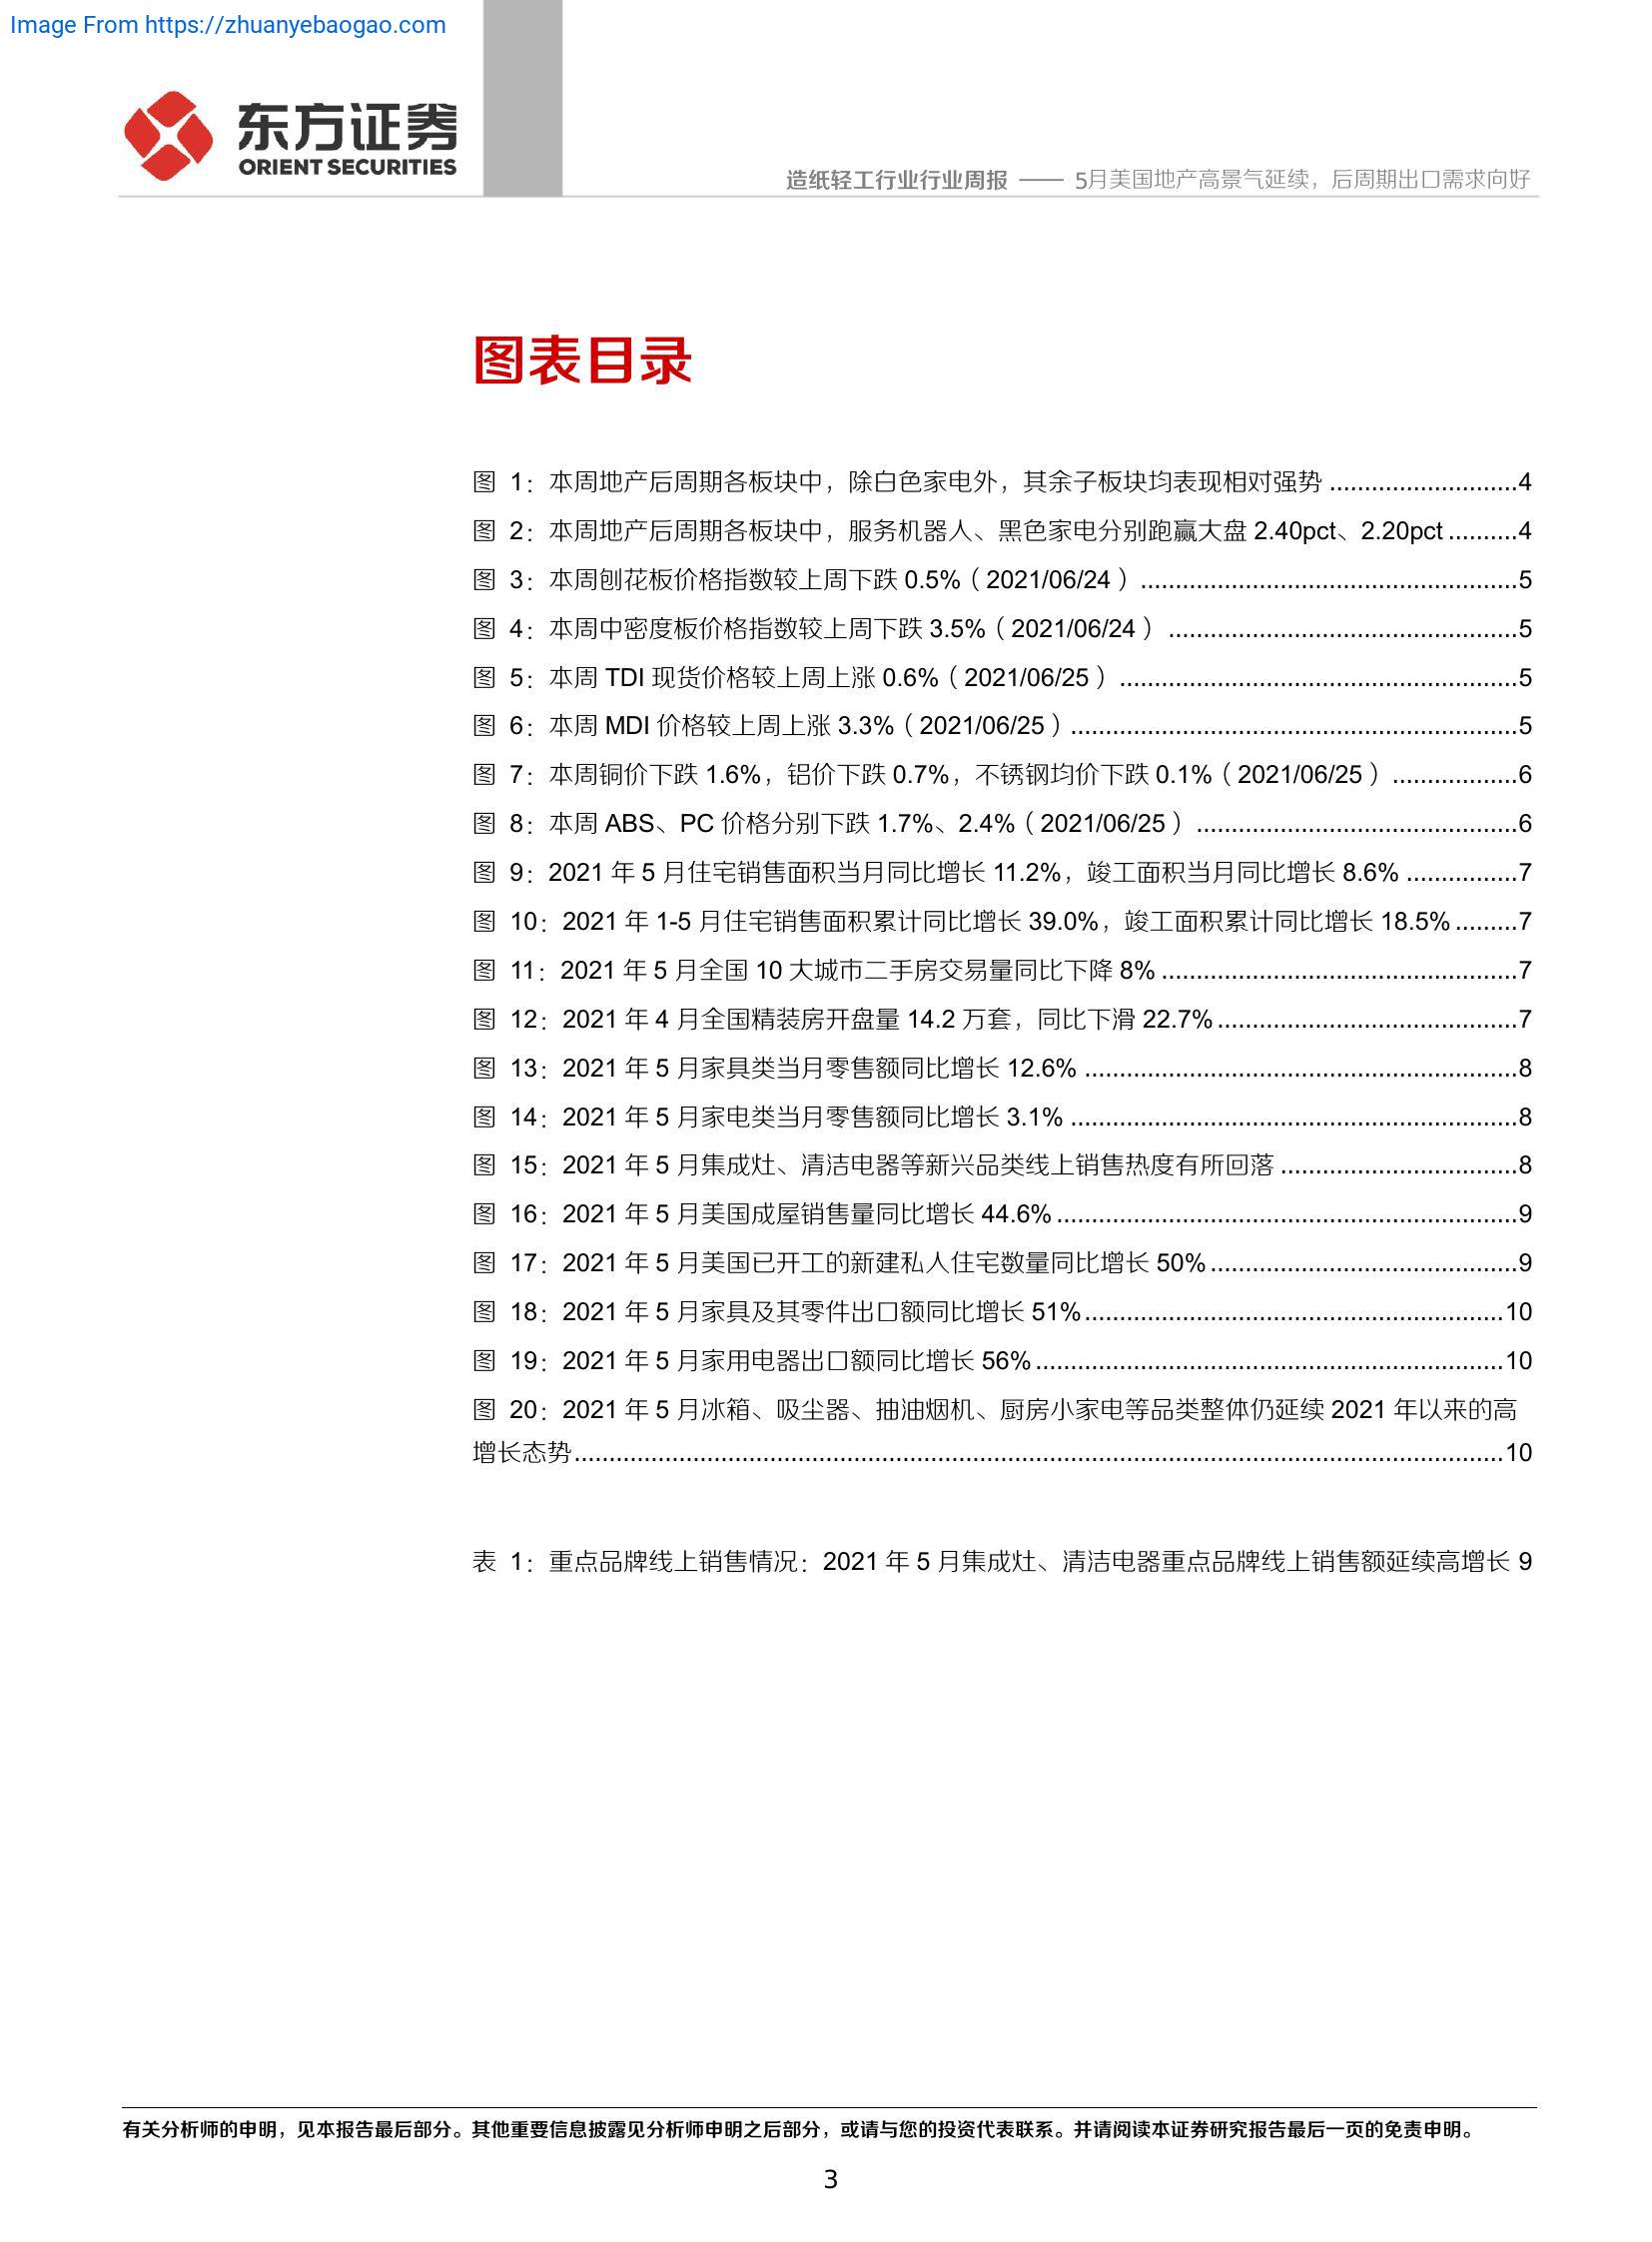 Image From https://zhuanyebaogao.com
东方证券
ORIENT SECURITIES
造纸轻工行业行业周报 —— 5月美国地产高景气延续，后周期出口需求向好
图表目录
图 1：本周地产后周期各板块中，除白色家电外，其余子板块均表现相对强势 ...........................4
图 2：本周地产后周期各板块中，服务机器人、黑色家电分别跑赢大盘 2.40pct、2.20pct ..........4
图 3：本周刨花板价格指数较上周下跌 0.5%（2021/06/24） ......................................................5
图 4：本周中密度板价格指数较上周下跌 3.5%（2021/06/24） ..................................................5
图 5：本周 TDI 现货价格较上周上涨 0.6%（2021/06/25） .........................................................5
图 6：本周 MDI 价格较上周上涨 3.3%（2021/06/25） ................................................................5
图 7：本周铜价下跌 1.6%，铝价下跌 0.7%，不锈钢均价下跌 0.1%（2021/06/25） ..................6
图 8：本周 ABS、PC 价格分别下跌 1.7%、2.4%（2021/06/25） ..............................................6
图 9：2021 年 5 月住宅销售面积当月同比增长 11.2%，竣工面积当月同比增长 8.6% ................7
图 10：2021 年 1-5 月住宅销售面积累计同比增长 39.0%，竣工面积累计同比增长 18.5% .........7
图 11：2021 年 5 月全国 10 大城市二手房交易量同比下降 8% ...................................................7
图 12：2021 年 4 月全国精装房开盘量 14.2 万套，同比下滑 22.7% ...........................................7
图 13：2021 年 5 月家具类当月零售额同比增长 12.6% ..............................................................8
图 14：2021 年 5 月家电类当月零售额同比增长 3.1% ................................................................8
图 15：2021 年 5 月集成灶、清洁电器等新兴品类线上销售热度有所回落 ..................................8
图 16：2021 年 5 月美国成屋销售量同比增长 44.6% ..................................................................9
图 17：2021 年 5 月美国已开工的新建私人住宅数量同比增长 50% ............................................9
图 18：2021 年 5 月家具及其零件出口额同比增长 51% ............................................................10
图 19：2021 年 5 月家用电器出口额同比增长 56% ...................................................................10
图 20：2021 年 5 月冰箱、吸尘器、抽油烟机、厨房小家电等品类整体仍延续 2021 年以来的高
增长态势 .....................................................................................................................................10
表 1：重点品牌线上销售情况：2021 年 5 月集成灶、清洁电器重点品牌线上销售额延续高增长 9
有关分析师的申明，见本报告最后部分。其他重要信息披露见分析师申明之后部分，或请与您的投资代表联系。并请阅读本证券研究报告最后一页的免责申明。
3